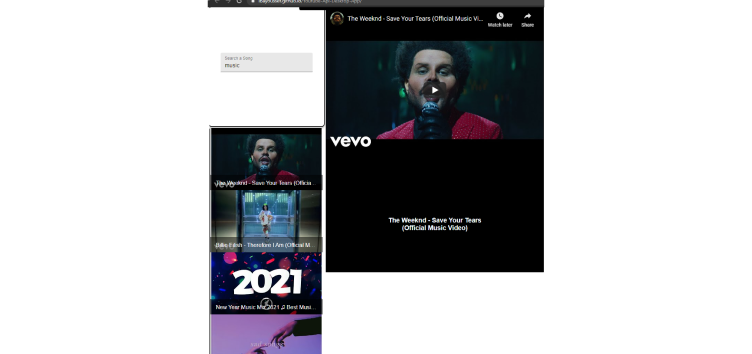 The Weeknd - Save Your Tears (Official Music Vi...
Watch later
Share
Search a Song
music
vevo
The Weeknd - Save Your Tears (Officia...
Billie Eilish - Therefore I Am (Official M...
2021
New Year Music Mix 2021 ♫ Best Musi...
The Weeknd - Save Your Tears
(Official Music Video)